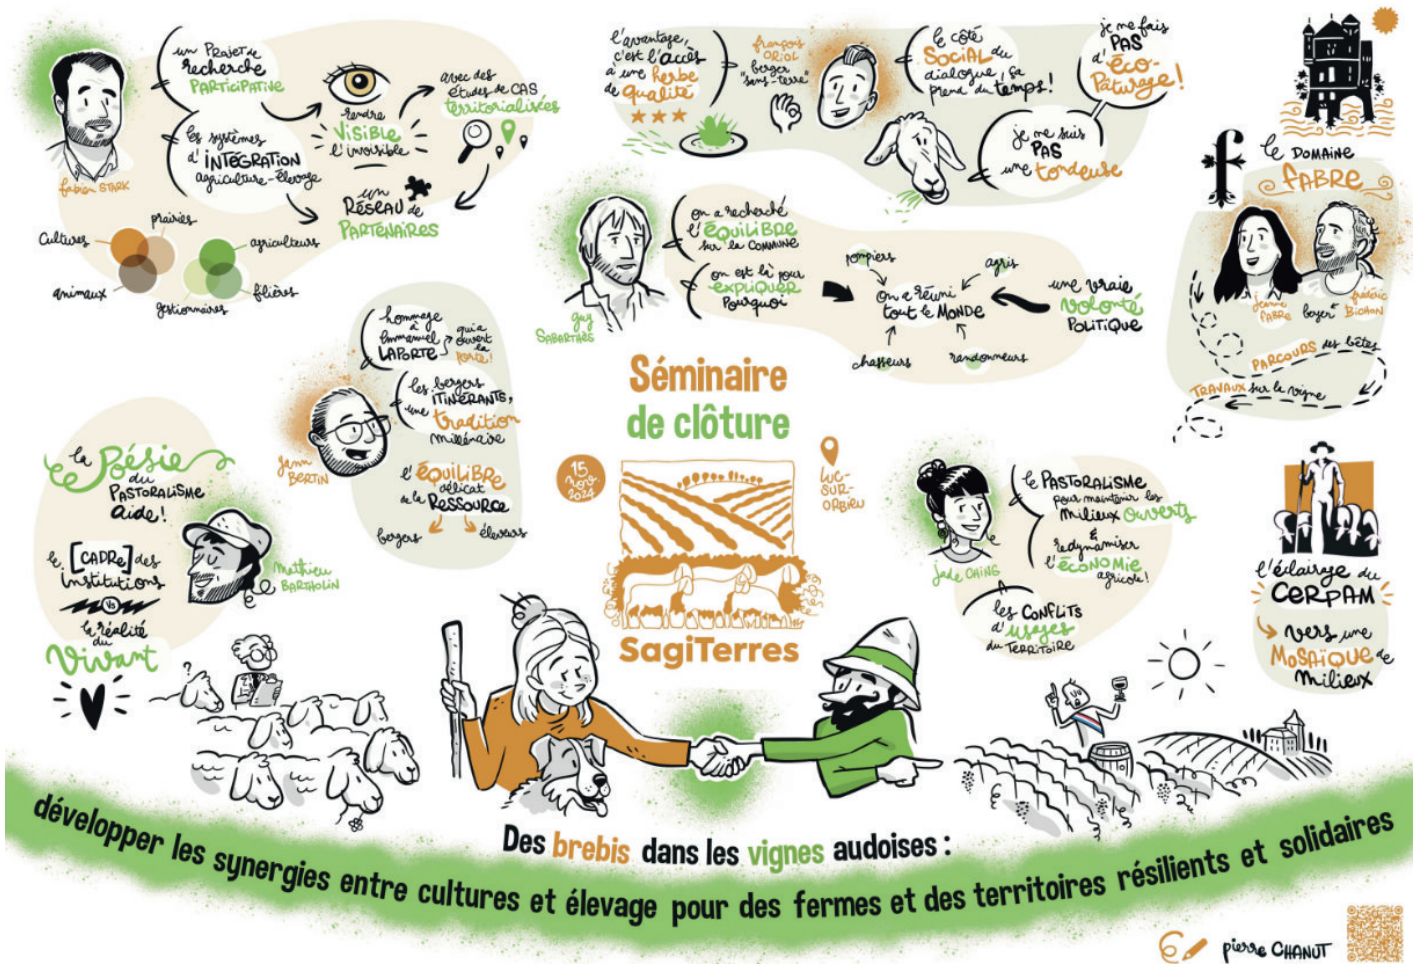 un PROJET de
recherche
PARTICIPATIVE
les systèmes
d'INTÉGRATION
agriculture-élevage
fabien STARK
rendre
VISIBLE
l'invisible
avec des
études de CAS
territorialisées
un
RÉSEAU de
PARTENAIRES
cultures
prairies
animaux
agriculteurs
gestionnaires
filières
l'avantage,
c'est l'accès
à une herbe
de qualité
françois
ORIOL
berger
"sans-terre"
le côté
SOCIAL du
dialogue, ça
prend du temps!
je ne fais
PAS
d'éco-
Pâturage!
je ne suis
PAS
une tondeuse
le DOMAINE
FABRE
jeanne
FABRE
frédéric
BICHON
berger
PARCOURS des bêtes
TRAVAUX sur la vigne
guy
SABARTHÈS
on a recherché
l'ÉQUILIBRE
sur la COMMUNE
on est là pour
EXPLIQUER
Pourquoi
pompiers
agris
on a réuni
tout le MONDE
chasseurs
randonneurs
une vraie
volonté
POLITIQUE
hommage
à
Emmanuel
LAPORTE
qui a
ouvert
la
porte!
les bergers
ITINÉRANTS,
une
tradition
millénaire
yann
BERTIN
l'ÉQUILIBRE
délicat
de la RESSOURCE
bergers
éleveurs
la Poésie
du
PASTORALISME
aide!
le [CADRE] des
institutions
VS
la réalité
du
Vivant
mathieu
BARTHOLIN
Séminaire
de clôture
15
nov
2024
LUC-
SUR-
ORBIEU
SagiTerres
jade CHING
le PASTORALISME
pour maintenir les
milieux ouverts
&
redynamiser
l'économie
agricole!
les CONFLITS
d'usages
du TERRITOIRE
l'éclairage du
CERPAM
vers une
MOSAÏQUE de
milieux
?
Des brebis dans les vignes audoises :
développer les synergies entre cultures et élevage pour des fermes et des territoires résilients et solidaires
pierre CHANUT